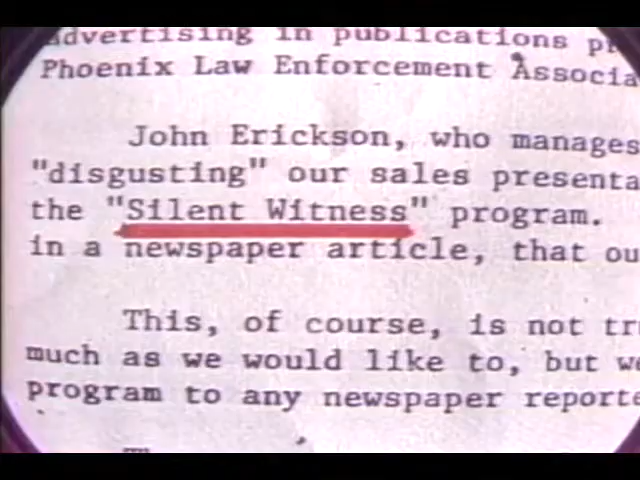 advertising in publications
Phoenix Law Enforcement Associa
John Erickson, who manages
"disgusting" our sales presenta
the "Silent Witness" program.
in a newspaper article, that ou
This, of course, is not tr
much as we would like to, but we
program to any newspaper reporte